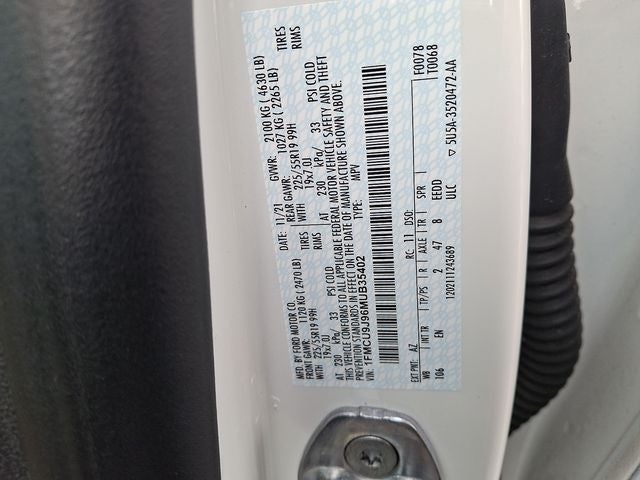 MFD. BY FORD MOTOR CO.
DATE: 11/21 GVWR: 2100 KG ( 4630 LB)
FRONT GAWR: 1120 KG ( 2470 LB) REAR GAWR: 1027 KG ( 2265 LB)
WITH 225/55R19 99H TIRES WITH 225/55R19 99H TIRES
19x7.0J RIMS 19x7.0J RIMS
AT 230 kPa/ 33 PSI COLD AT 230 kPa/ 33 PSI COLD
THIS VEHICLE CONFORMS TO ALL APPLICABLE FEDERAL MOTOR VEHICLE SAFETY AND THEFT
PREVENTION STANDARDS IN EFFECT ON THE DATE OF MANUFACTURE SHOWN ABOVE.
VIN: 1FMCU9J96MUB35402 TYPE: MPV
F0078
T0068
EXT PNT: AZ RC: 11 DSO:
WB INT TR TP/PS R AXLE TR SPR
106 EN 2 47 8 EEDD
ULC
1202111243689
▽ 5U5A-3520472-AA